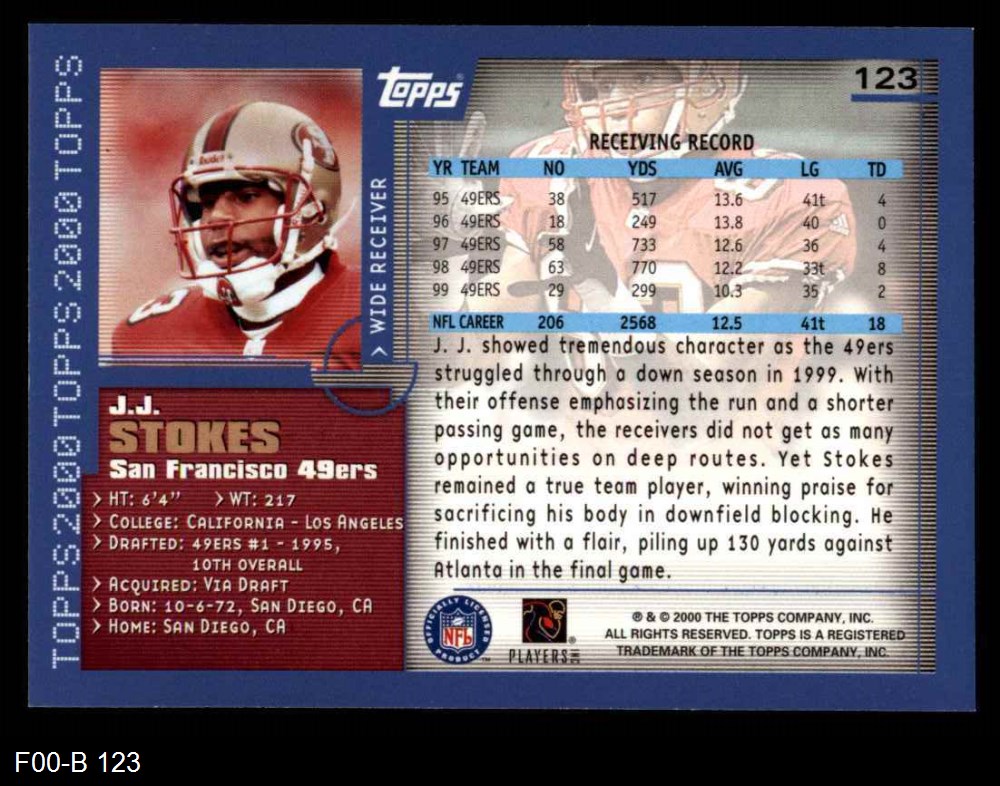 TOPPS 2000 TOPPS 2000 TOPPS 2000 TOPPS
Riddell
> WIDE RECEIVER
Topps
123
RECEIVING RECORD
YR TEAM NO YDS AVG LG TD
95 49ERS 38 517 13.6 41t 4
96 49ERS 18 249 13.8 40 0
97 49ERS 58 733 12.6 36 4
98 49ERS 63 770 12.2 33t 8
99 49ERS 29 299 10.3 35 2
NFL CAREER 206 2568 12.5 41t 18
J. J. showed tremendous character as the 49ers
struggled through a down season in 1999. With
their offense emphasizing the run and a shorter
passing game, the receivers did not get as many
opportunities on deep routes. Yet Stokes
remained a true team player, winning praise for
sacrificing his body in downfield blocking. He
finished with a flair, piling up 130 yards against
Atlanta in the final game.
J.J.
STOKES
San Francisco 49ers
> HT: 6'4" > WT: 217
> COLLEGE: CALIFORNIA - LOS ANGELES
> DRAFTED: 49ERS #1 - 1995,
10TH OVERALL
> ACQUIRED: VIA DRAFT
> BORN: 10-6-72, SAN DIEGO, CA
> HOME: SAN DIEGO, CA
OFFICIALLY LICENSED
NFL
PRODUCT
™
PLAYERS INC
® & © 2000 THE TOPPS COMPANY, INC.
ALL RIGHTS RESERVED. TOPPS IS A REGISTERED
TRADEMARK OF THE TOPPS COMPANY, INC.
F00-B 123